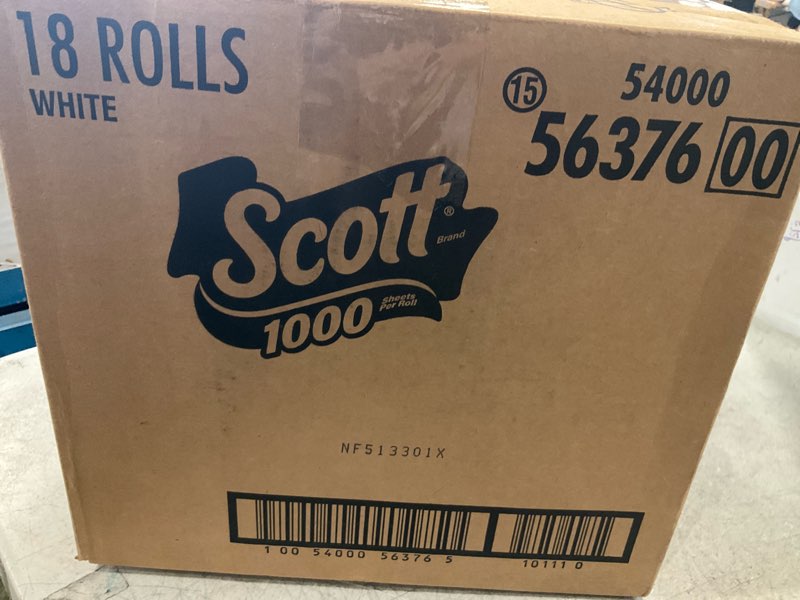 18 ROLLS
WHITE
15
54000
56376 00
Scott®
Brand
1000 Sheets
Per Roll
NF513301X
1 00 54000 56376 5
10111 0